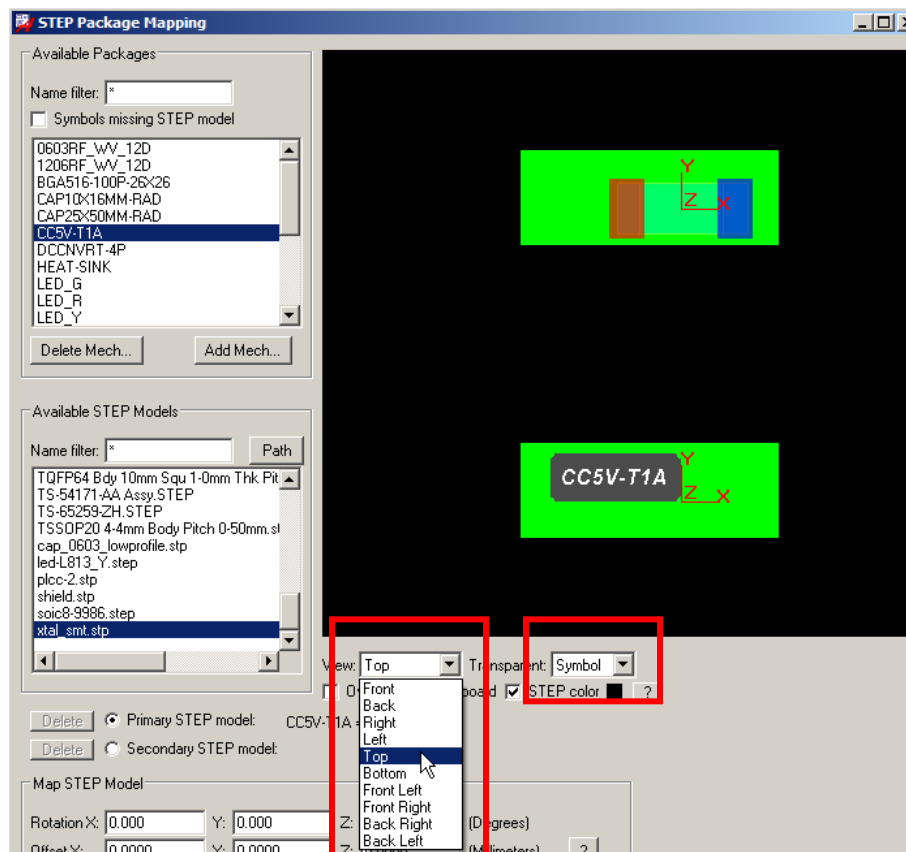 STEP Package Mapping
Available Packages
Name filter: *
Symbols missing STEP model
0603RF_WV_12D
1206RF_WV_12D
BGA516-100P-26X26
CAP10X16MM-RAD
CAP25X50MM-RAD
CC5V-T1A
DCCNVRT-4P
HEAT-SINK
LED_G
LED_R
LED_Y
Delete Mech... Add Mech...
Y
Z X
Available STEP Models
Name filter: * Path
TQFP64 Bdy 10mm Squ 1-0mm Thk Pit
TS-54171-AA Assy.STEP
TS-65259-ZH.STEP
TSSOP20 4-4mm Body Pitch 0-50mm.st
cap_0603_lowprofile.stp
led-L813_Y.step
plcc-2.stp
shield.stp
soic8-9986.step
xtal_smt.stp
CC5V-T1A
Y
Z X
View: Top Transparent: Symbol
STEP color ?
Front
Back
Right
Left
Top
Bottom
Front Left
Front Right
Back Right
Back Left
Delete Primary STEP model: CC5V-T1A =
Delete Secondary STEP model:
Map STEP Model
Rotation X: 0.000 Y: 0.000 Z: (Degrees)
Offset X: 0.0000 Y: 0.0000 Z: (Millimeters) ?